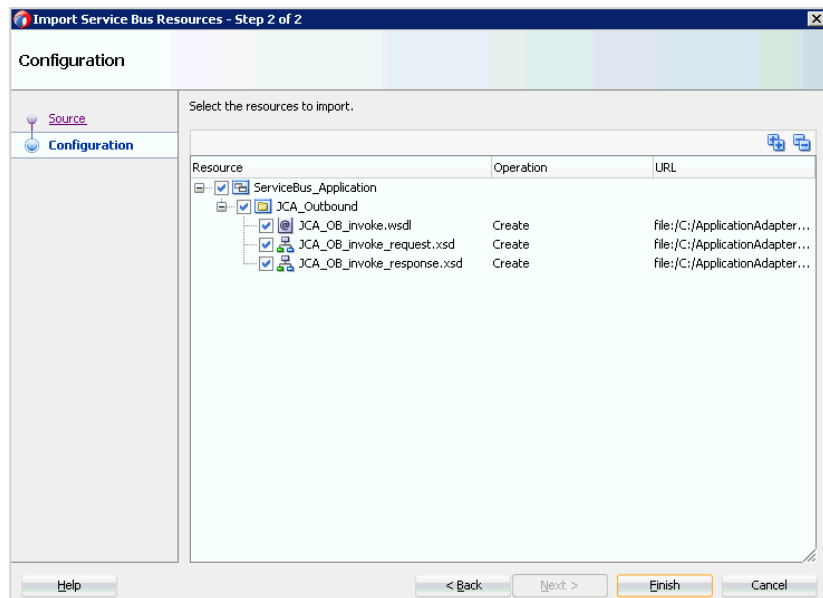 Import Service Bus Resources - Step 2 of 2
Configuration
Source
Configuration
Select the resources to import.
Resource Operation URL
ServiceBus_Application
JCA_Outbound
JCA_OB_invoke.wsdl Create file:/C:/ApplicationAdapter...
JCA_OB_invoke_request.xsd Create file:/C:/ApplicationAdapter...
JCA_OB_invoke_response.xsd Create file:/C:/ApplicationAdapter...
Help < Back Next > Finish Cancel